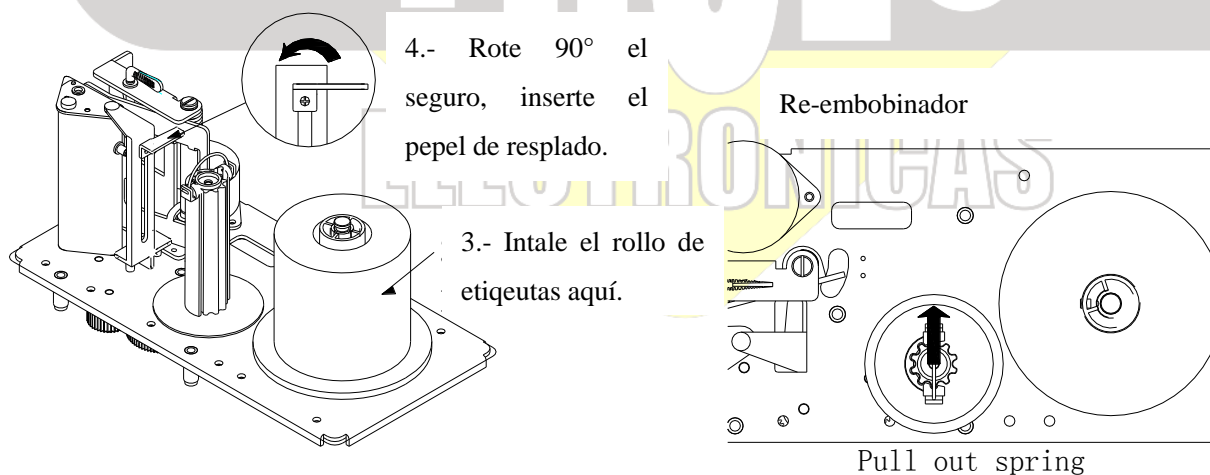 4.- Rote 90° el
seguro, inserte el
pepel de resplado.
3.- Intale el rollo de
etiqeutas aquí.
Re-embobinador
Pull out spring